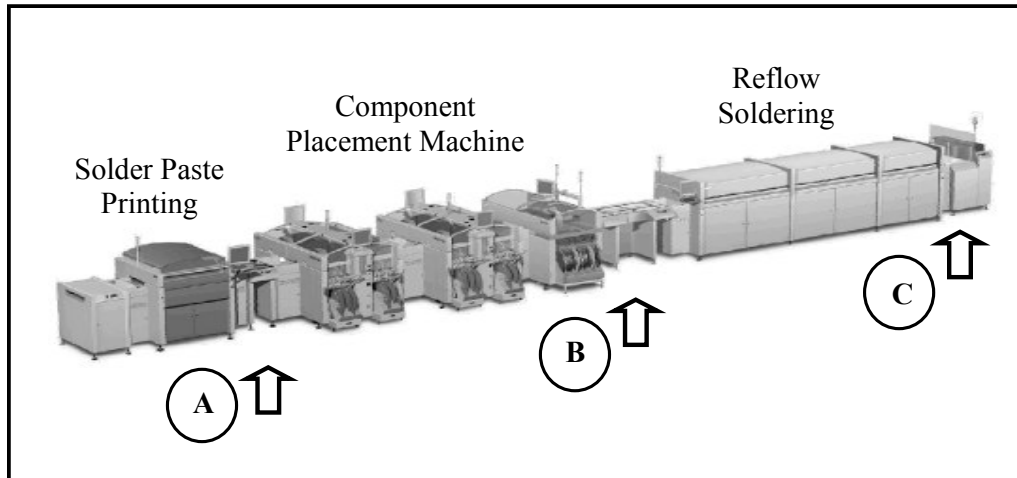 Solder Paste
Printing
Component
Placement Machine
Reflow
Soldering
A
B
C